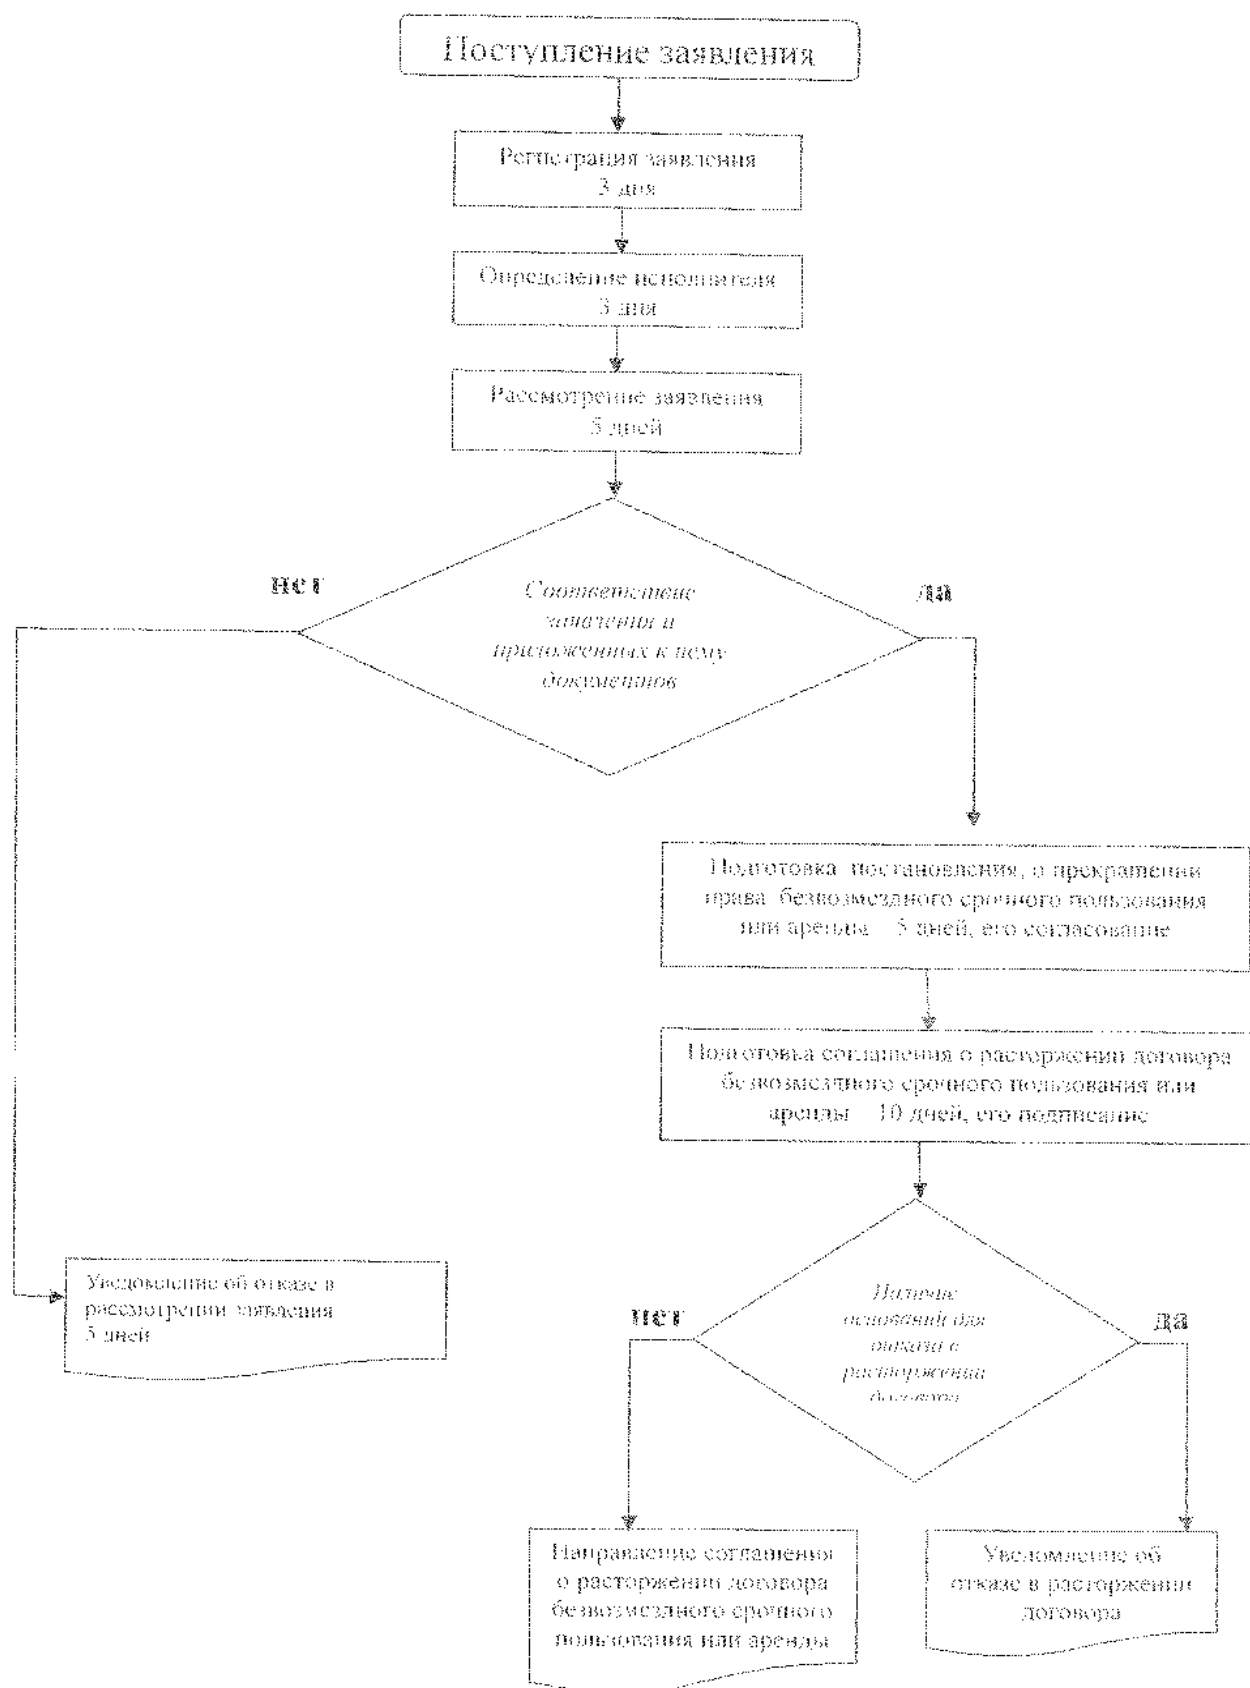 Поступление заявления
Регистрация заявления
3 дня
Определение исполнителя
3 дня
Рассмотрение заявления
5 дней
нет
да
Соответствие
заявления и
приложенных к нему
документов
Подготовка постановления, о прекращении
права безвозмездного срочного пользования
или аренды 5 дней, его согласование
Подготовка соглашения о расторжении договора
безвозмездного срочного пользования или
аренды 10 дней, его подписание
Уведомление об отказе в
рассмотрении заявления
5 дней
нет
да
Наличие
оснований для
отказа в
расторжении
договора
Направление соглашения
о расторжении договора
безвозмездного срочного
пользования или аренды
Уведомление об
отказе в расторжении
договора